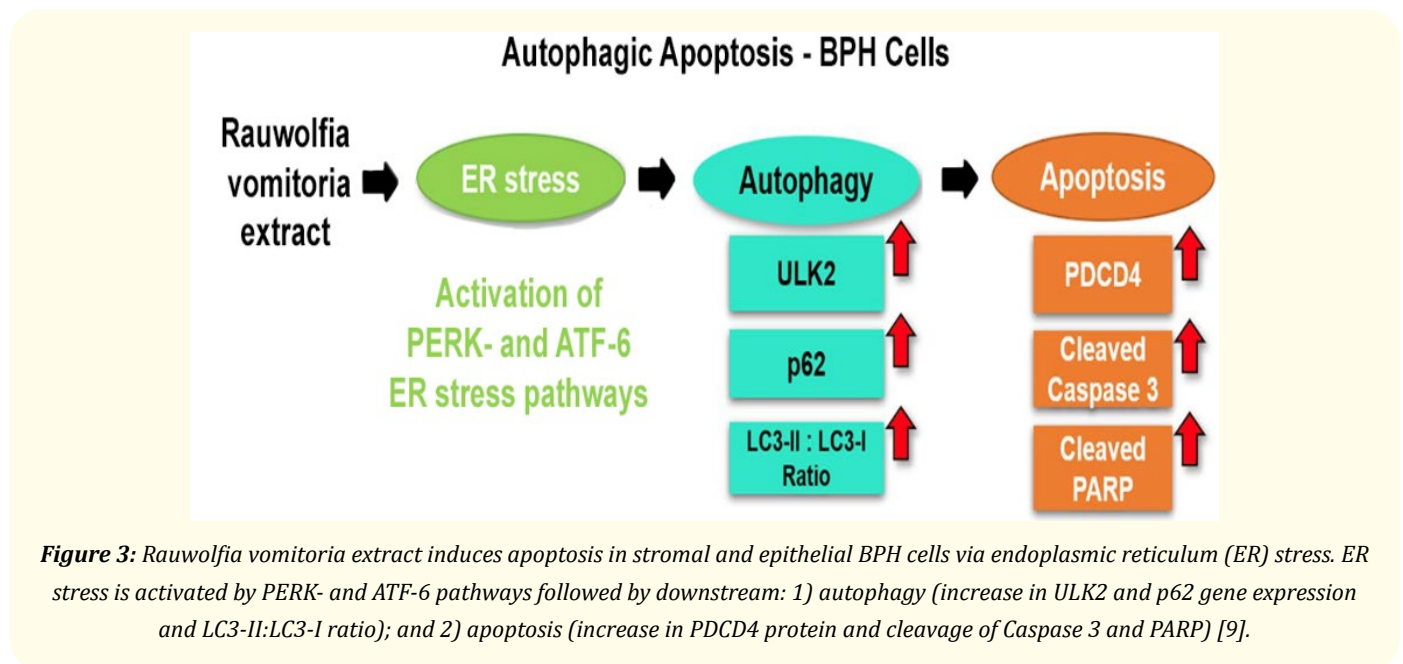 Autophagic Apoptosis - BPH Cells
Rauwolfia
vomitoria
extract
ER stress
Activation of
PERK- and ATF-6
ER stress pathways
Autophagy
ULK2
p62
LC3-II : LC3-I
Ratio
Apoptosis
PDCD4
Cleaved
Caspase 3
Cleaved
PARP
Figure 3: Rauwolfia vomitoria extract induces apoptosis in stromal and epithelial BPH cells via endoplasmic reticulum (ER) stress. ER
stress is activated by PERK- and ATF-6 pathways followed by downstream: 1) autophagy (increase in ULK2 and p62 gene expression
and LC3-II:LC3-I ratio); and 2) apoptosis (increase in PDCD4 protein and cleavage of Caspase 3 and PARP) [9].